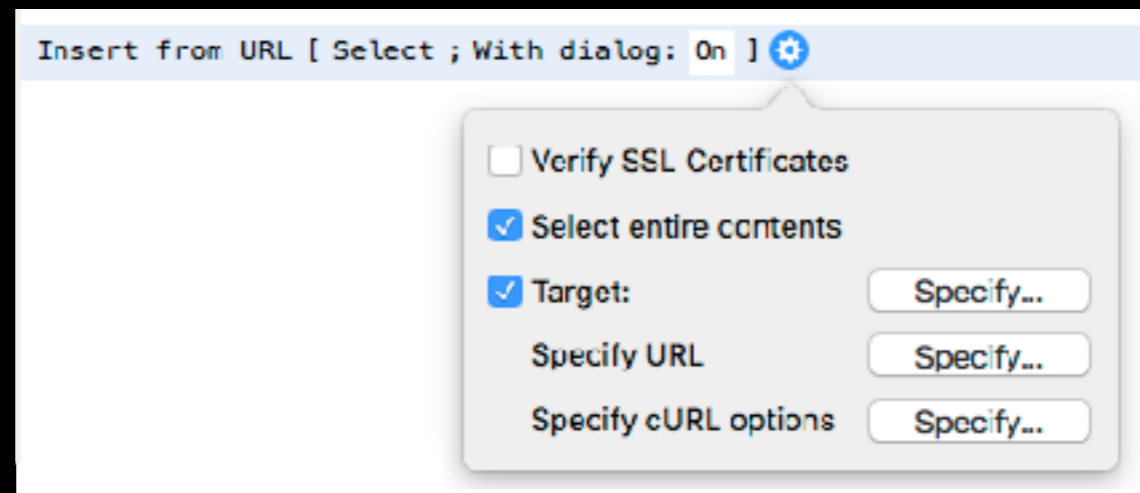 Insert from URL [ Select ; With dialog: On ]
Verify SSL Certificates
Select entire contents
Target: Specify...
Specify URL Specify...
Specify cURL options Specify...